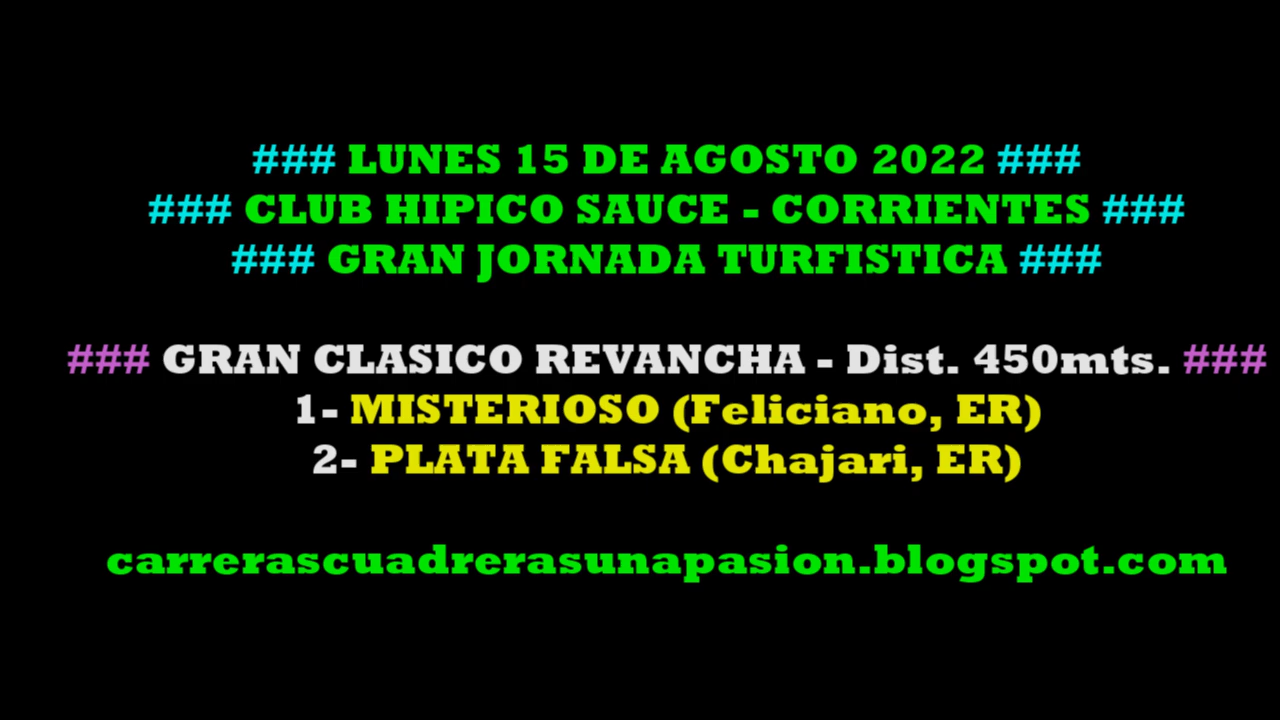 ### LUNES 15 DE AGOSTO 2022 ###
### CLUB HIPICO SAUCE - CORRIENTES ###
### GRAN JORNADA TURFISTICA ###
### GRAN CLASICO REVANCHA - Dist. 450mts. ###
1- MISTERIOSO (Feliciano, ER)
2- PLATA FALSA (Chajari, ER)
carrerascuadrerasunapasion.blogspot.com